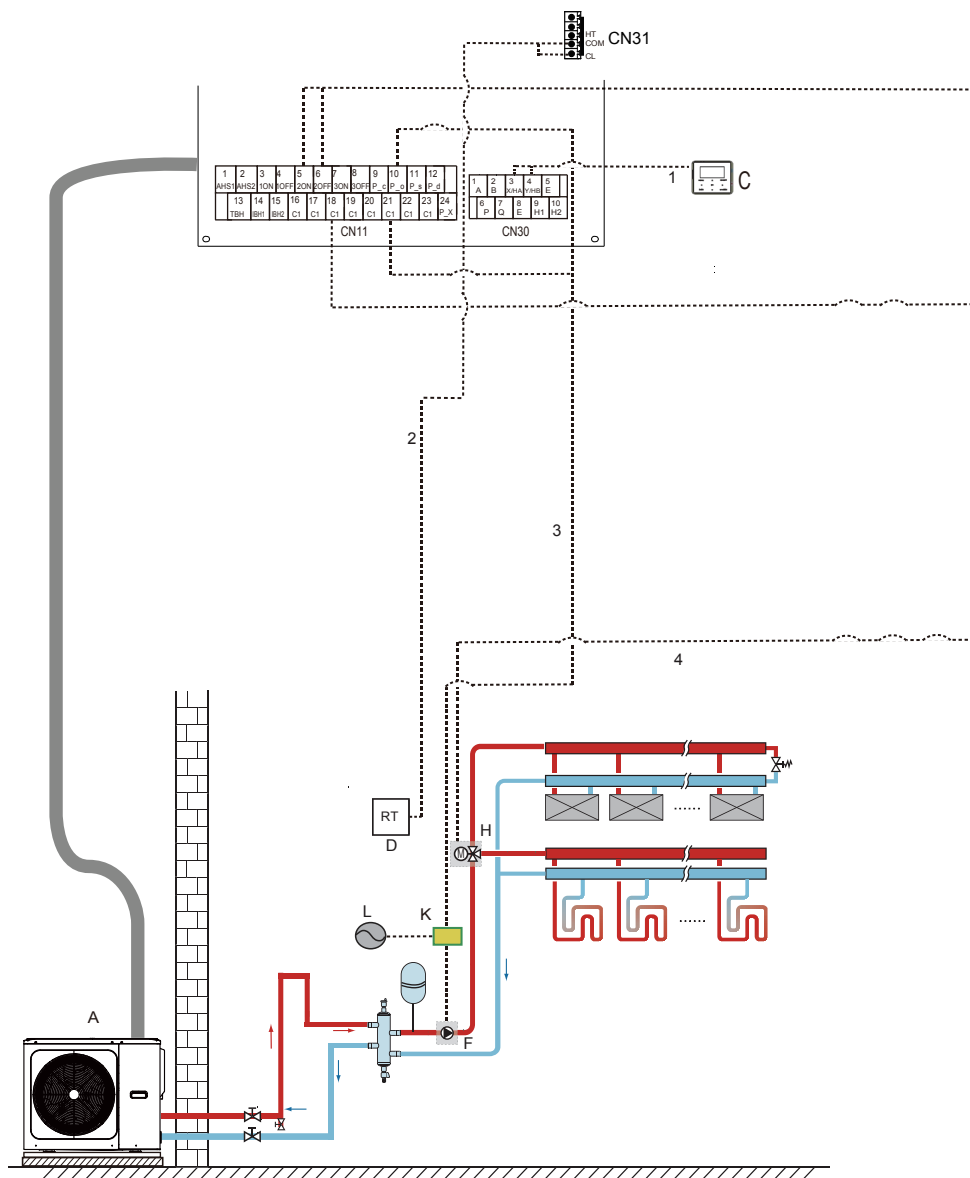 HT
CN31
COM
CL
1 2 3 4 5 6 7 8 9 10 11 12
AHS1 AHS2 1ON 1OFF 2ON 2OFF 3ON 3OFF P_c P_o P_s P_d
13 14 15 16 17 18 19 20 21 22 23 24
TBH IBH1 IBH2 C1 C1 C1 C1 C1 C1 C1 C1 P_X
CN11
1 2 3 4 5
A B X/HA Y/HB E
6 7 8 9 10
P Q E H1 H2
CN30
1
C
2
3
4
RT
D
M
H
L
K
F
A